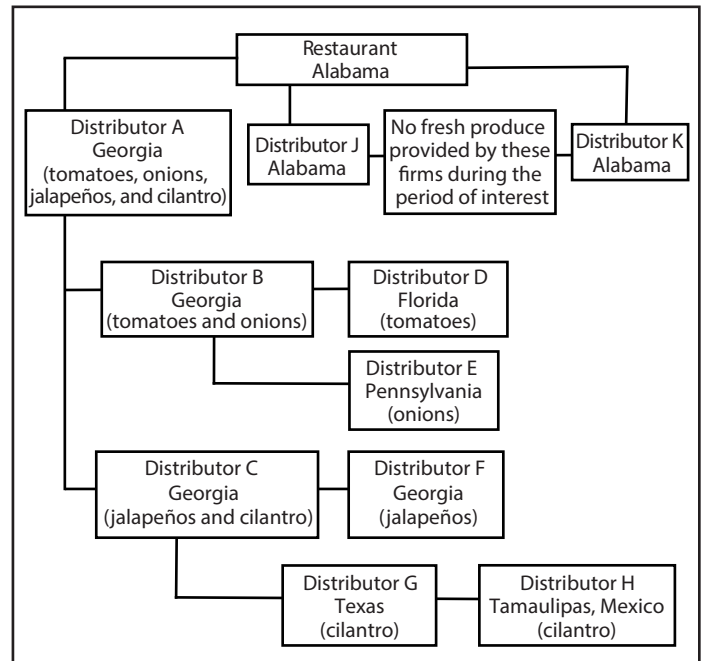 Restaurant
Alabama
Distributor A
Georgia
(tomatoes, onions,
jalapeños, and cilantro)
Distributor J
Alabama
No fresh produce
provided by these
firms during the
period of interest
Distributor K
Alabama
Distributor B
Georgia
(tomatoes and onions)
Distributor D
Florida
(tomatoes)
Distributor E
Pennsylvania
(onions)
Distributor C
Georgia
(jalapeños and cilantro)
Distributor F
Georgia
(jalapeños)
Distributor G
Texas
(cilantro)
Distributor H
Tamaulipas, Mexico
(cilantro)